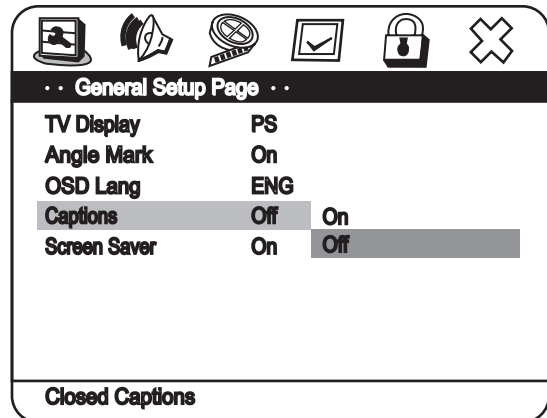 ·· General Setup Page ··
TV Display PS
Angle Mark On
OSD Lang ENG
Captions Off On
Screen Saver On Off
Closed Captions